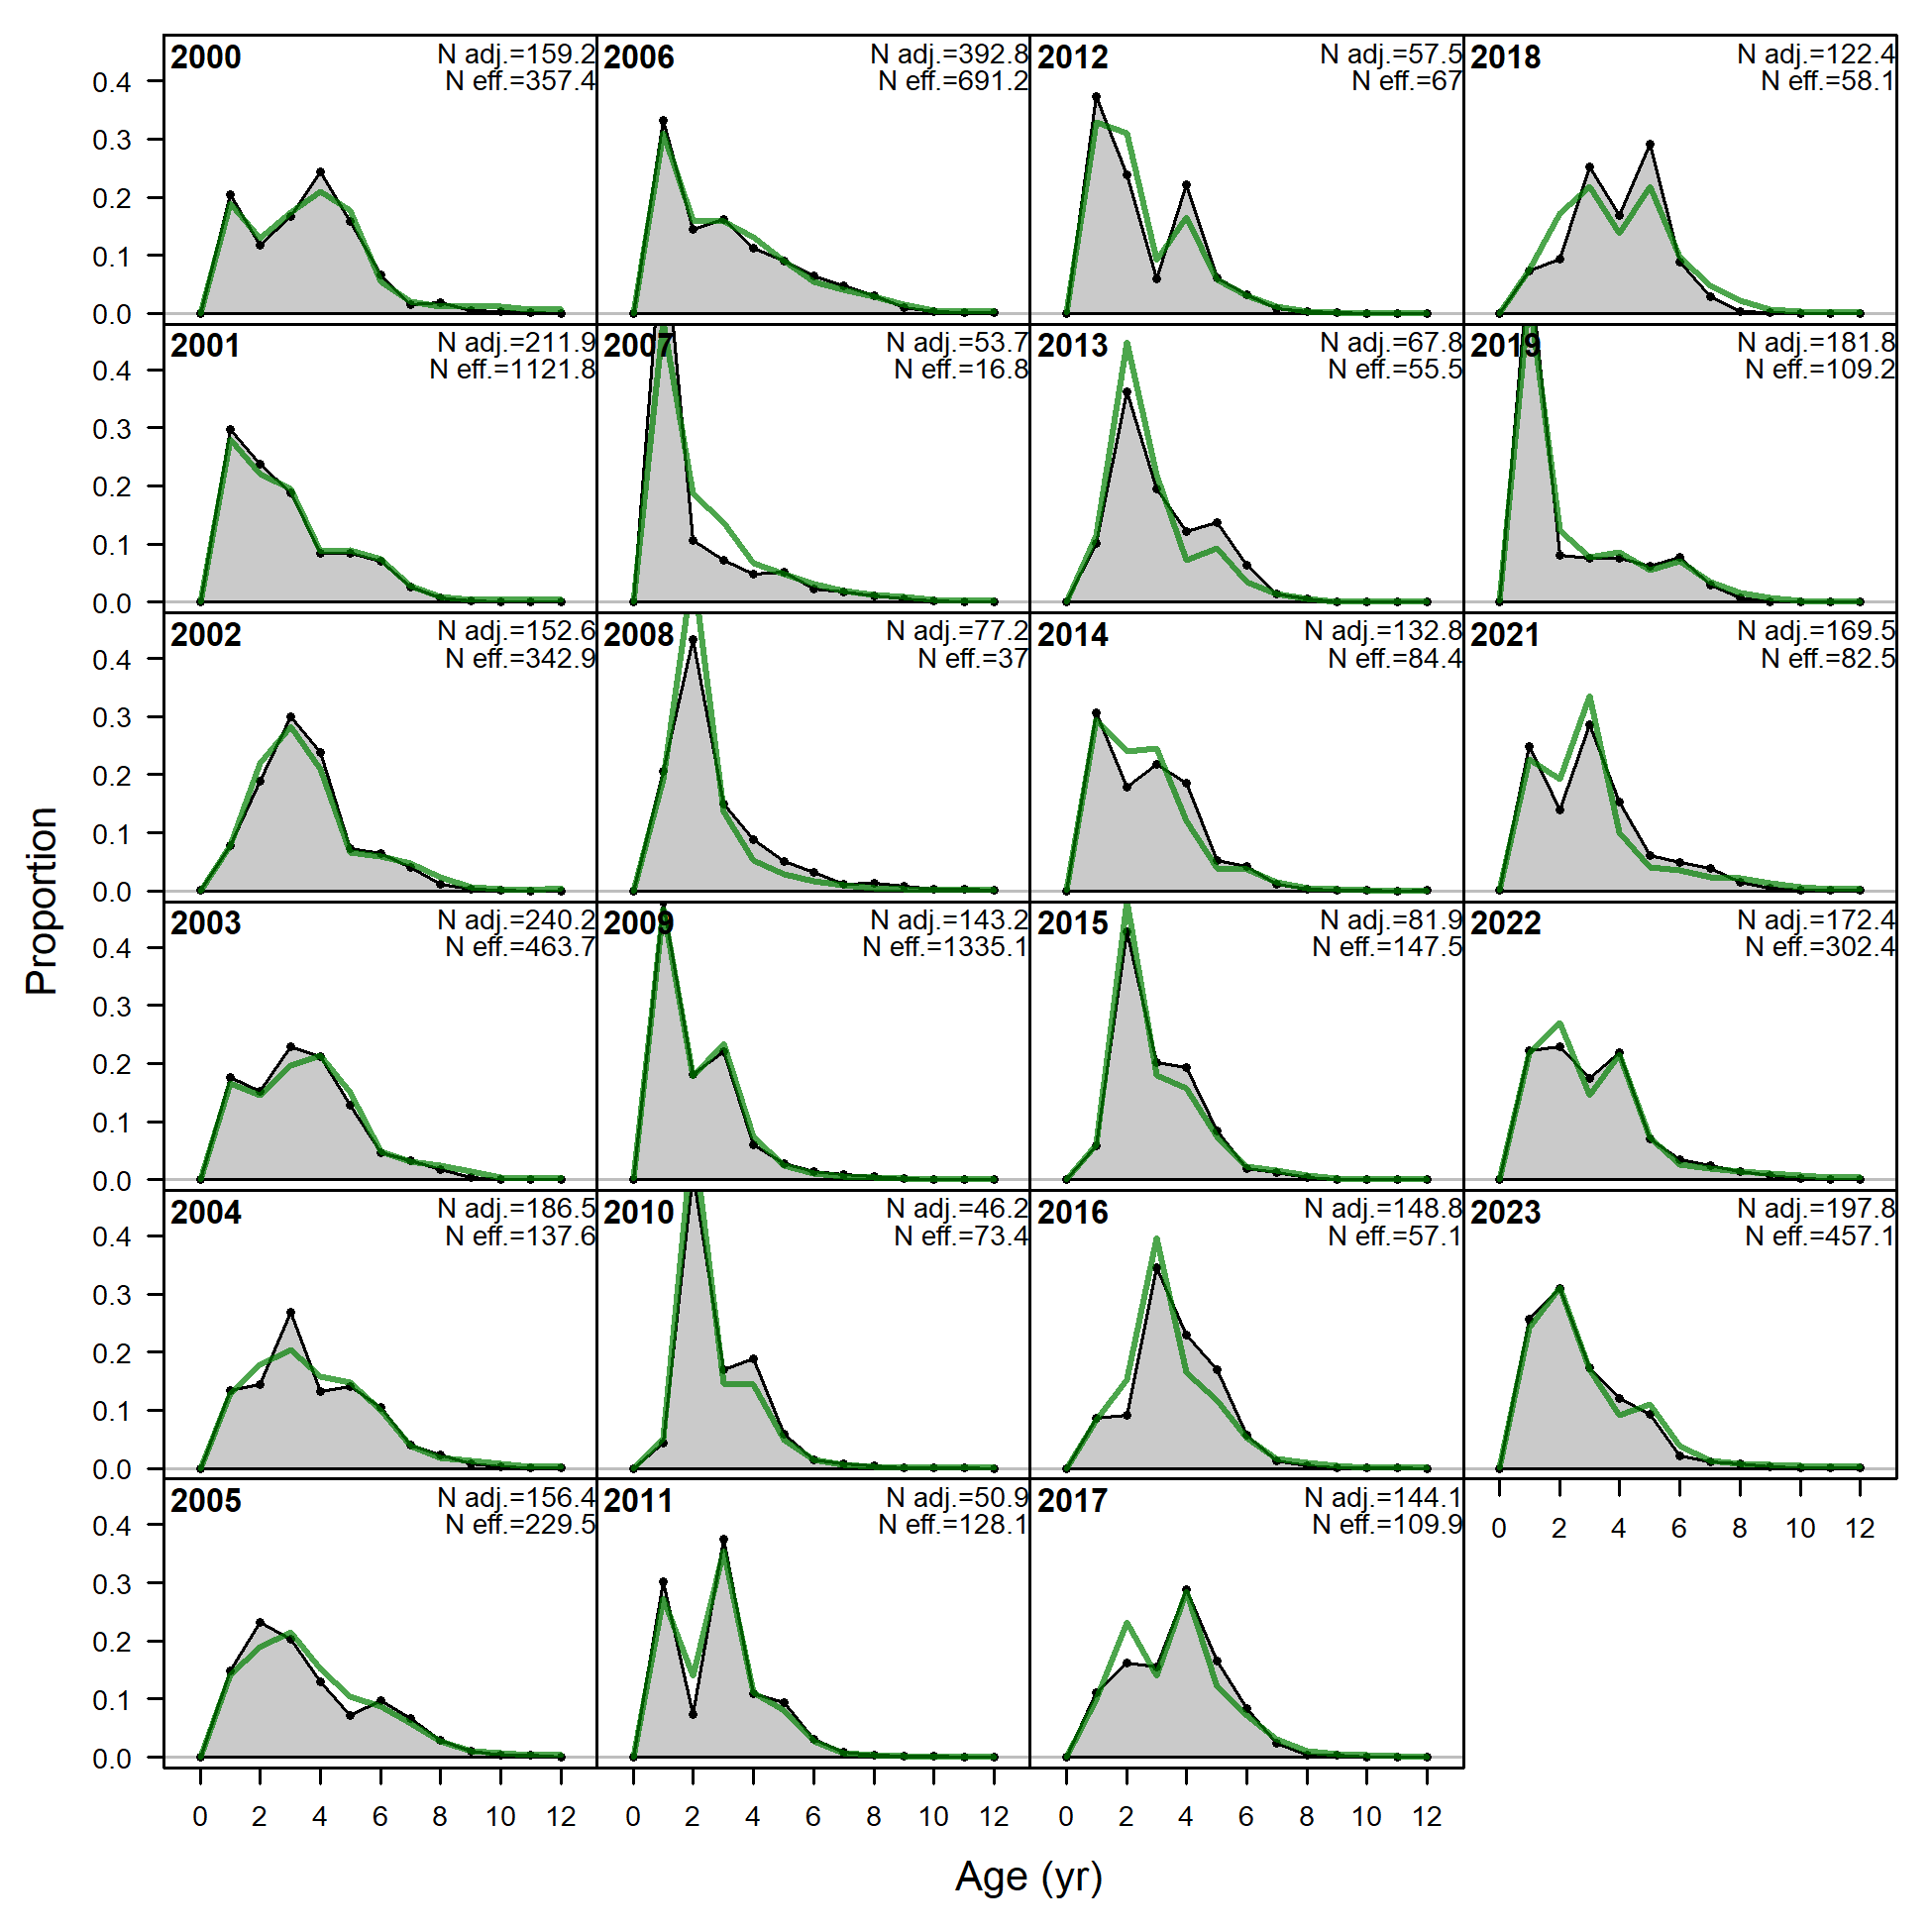 2000
N adj.=159.2
N eff.=357.4
2006
N adj.=392.8
N eff.=691.2
2012
N adj.=57.5
N eff.=67
2018
N adj.=122.4
N eff.=58.1
0.4
0.3
0.2
0.1
0.0
2001
N adj.=211.9
N eff.=1121.8
2007
N adj.=53.7
N eff.=16.8
2013
N adj.=67.8
N eff.=55.5
2019
N adj.=181.8
N eff.=109.2
0.4
0.3
0.2
0.1
0.0
2002
N adj.=152.6
N eff.=342.9
2008
N adj.=77.2
N eff.=37
2014
N adj.=132.8
N eff.=84.4
2021
N adj.=169.5
N eff.=82.5
0.4
0.3
0.2
0.1
0.0
Proportion
2003
N adj.=240.2
N eff.=463.7
2009
N adj.=143.2
N eff.=1335.1
2015
N adj.=81.9
N eff.=147.5
2022
N adj.=172.4
N eff.=302.4
0.4
0.3
0.2
0.1
0.0
2004
N adj.=186.5
N eff.=137.6
2010
N adj.=46.2
N eff.=73.4
2016
N adj.=148.8
N eff.=57.1
2023
N adj.=197.8
N eff.=457.1
0.4
0.3
0.2
0.1
0.0
2005
N adj.=156.4
N eff.=229.5
2011
N adj.=50.9
N eff.=128.1
2017
N adj.=144.1
N eff.=109.9
0 2 4 6 8 10 12
0.4
0.3
0.2
0.1
0.0
0 2 4 6 8 10 12
0 2 4 6 8 10 12
0 2 4 6 8 10 12
Age (yr)